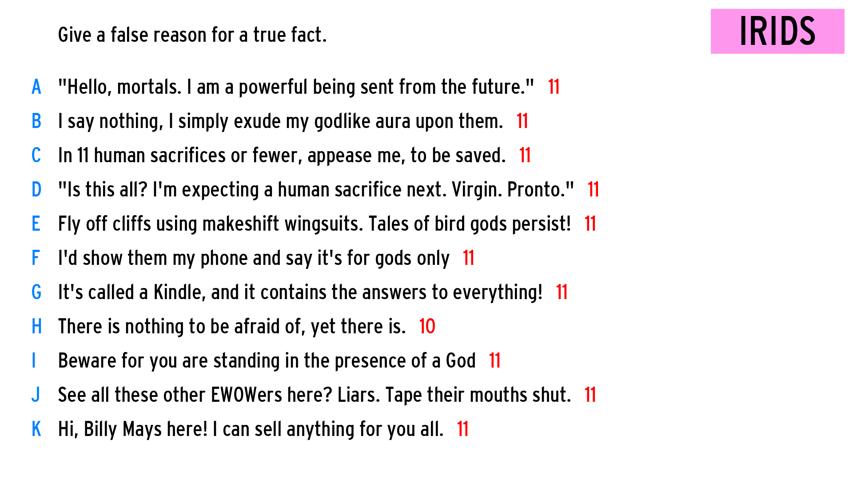 Give a false reason for a true fact.
IRIDS
A "Hello, mortals. I am a powerful being sent from the future." 11
B I say nothing, I simply exude my godlike aura upon them. 11
C In 11 human sacrifices or fewer, appease me, to be saved. 11
D "Is this all? I'm expecting a human sacrifice next. Virgin. Pronto." 11
E Fly off cliffs using makeshift wingsuits. Tales of bird gods persist! 11
F I'd show them my phone and say it's for gods only 11
G It's called a Kindle, and it contains the answers to everything! 11
H There is nothing to be afraid of, yet there is. 10
I Beware for you are standing in the presence of a God 11
J See all these other EWOWers here? Liars. Tape their mouths shut. 11
K Hi, Billy Mays here! I can sell anything for you all. 11